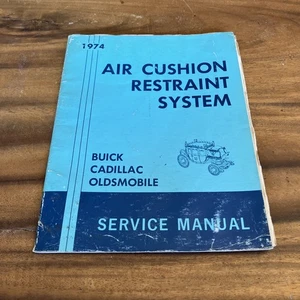 1974
AIR CUSHION
RESTRAINT
SYSTEM
BUICK
CADILLAC
OLDSMOBILE
SERVICE MANUAL